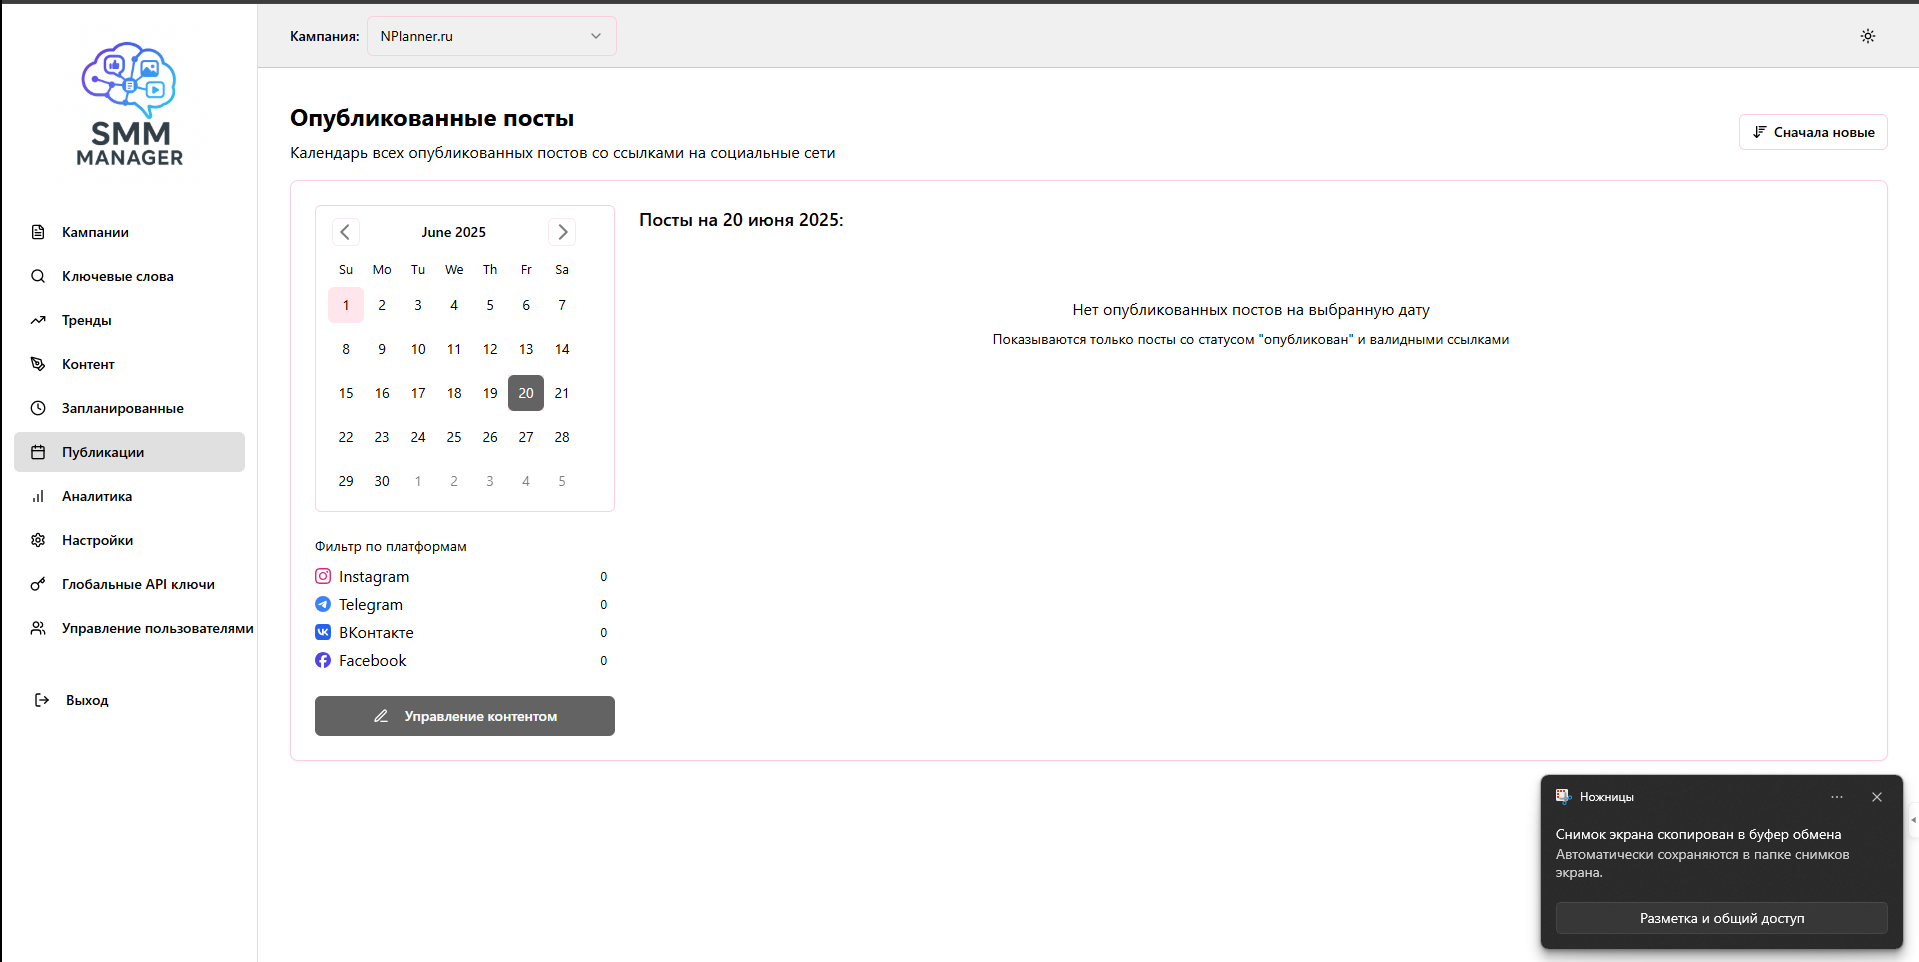 SMM
MANAGER
Кампании
Ключевые слова
Тренды
Контент
Запланированные
Публикации
Аналитика
Настройки
Глобальные API ключи
Управление пользователями
Выход
Кампания: NPlanner.ru
Опубликованные посты
Календарь всех опубликованных постов со ссылками на социальные сети
Сначала новые
June 2025
Su Mo Tu We Th Fr Sa
1 2 3 4 5 6 7
8 9 10 11 12 13 14
15 16 17 18 19 20 21
22 23 24 25 26 27 28
29 30 1 2 3 4 5
Фильтр по платформам
Instagram 0
Telegram 0
ВКонтакте 0
Facebook 0
Управление контентом
Посты на 20 июня 2025:
Нет опубликованных постов на выбранную дату
Показываются только посты со статусом "опубликован" и валидными ссылками
Ножницы
Снимок экрана скопирован в буфер обмена
Автоматически сохраняются в папке снимков
экрана.
Разметка и общий доступ